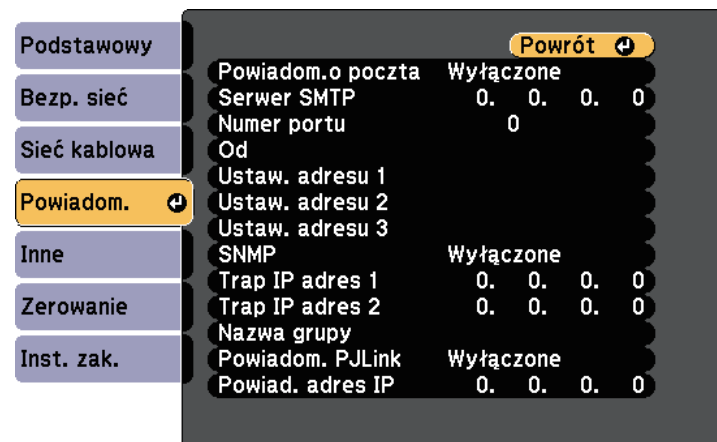 Podstawowy
Bezp. sieć
Sieć kablowa
Powiadom.
Inne
Zerowanie
Inst. zak.
Powrót
Powiadom.o poczta Wyłączone
Serwer SMTP 0. 0. 0. 0
Numer portu 0
Od
Ustaw. adresu 1
Ustaw. adresu 2
Ustaw. adresu 3
SNMP Wyłączone
Trap IP adres 1 0. 0. 0. 0
Trap IP adres 2 0. 0. 0. 0
Nazwa grupy
Powiadom. PJLink Wyłączone
Powiad. adres IP 0. 0. 0. 0